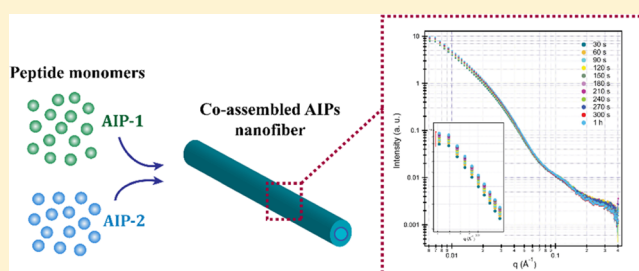 Peptide monomers
AIP-1
AIP-2
Co-assembled AIPs
nanofiber
Intensity (a. u.)
10
1
0.1
0.01
0.001
30 s
60 s
90 s
120 s
150 s
180 s
210 s
240 s
270 s
300 s
1 h
0.01
0.1
q (Å⁻¹)